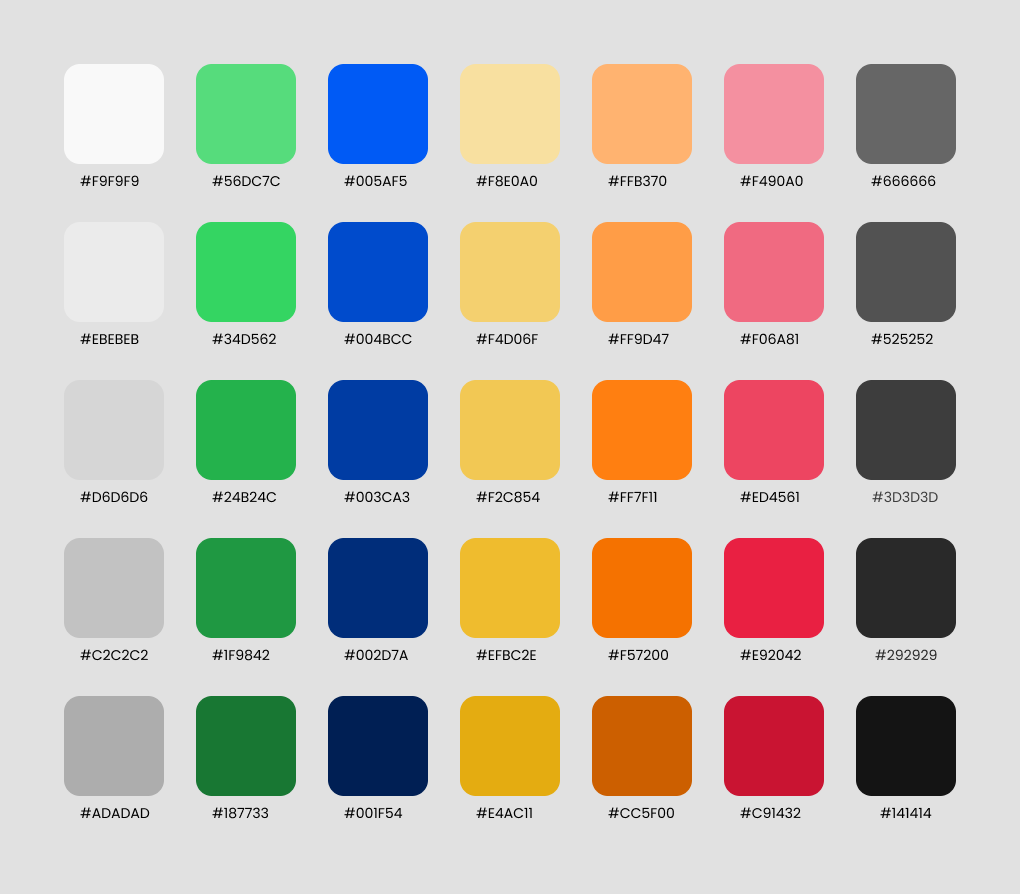 #F9F9F9 #56DC7C #005AF5 #F8E0A0 #FFB370 #F490A0 #666666
#EBEBEB #34D562 #004BCC #F4D06F #FF9D47 #F06A81 #525252
#D6D6D6 #24B24C #003CA3 #F2C854 #FF7F11 #ED4561 #3D3D3D
#C2C2C2 #1F9842 #002D7A #EFBC2E #F57200 #E92042 #292929
#ADADAD #187733 #001F54 #E4AC11 #CC5F00 #C91432 #141414